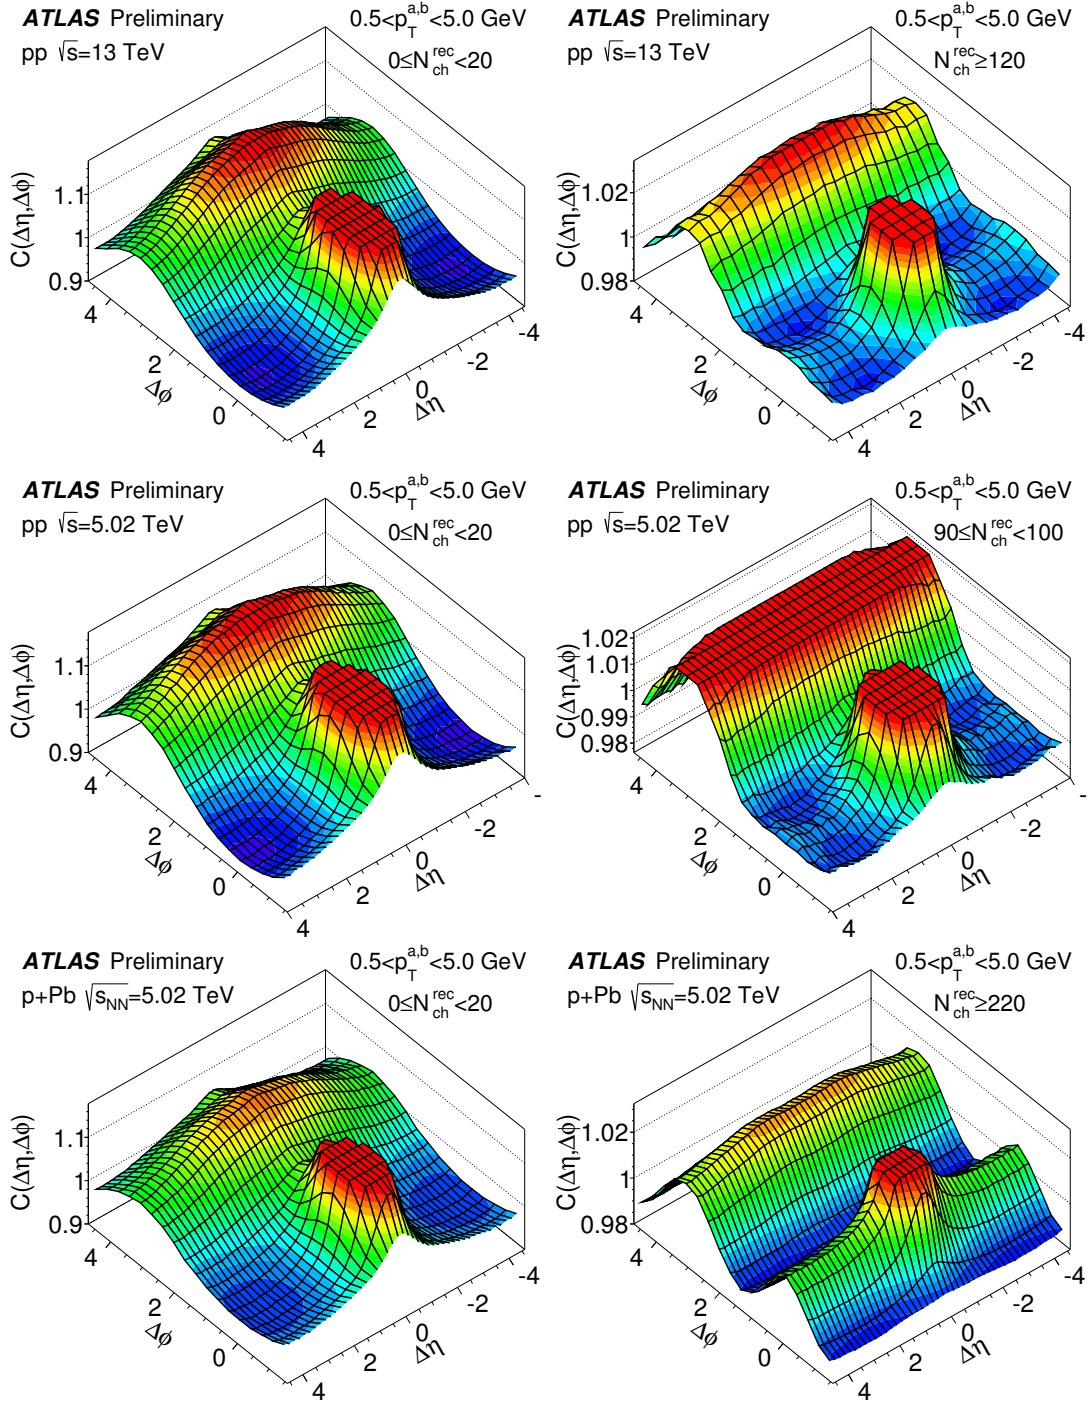 ATLAS Preliminary
pp √s=13 TeV
0.5<p_T^{a,b}<5.0 GeV
0≤N_ch^rec<20
C(Δη,Δϕ)
1.1
1
0.9
4
2
0
Δϕ
4
2
0
-2
-4
Δη
ATLAS Preliminary
pp √s=13 TeV
0.5<p_T^{a,b}<5.0 GeV
N_ch^rec≥120
C(Δη,Δϕ)
1.02
1
0.98
4
2
0
Δϕ
4
2
0
-2
-4
Δη
ATLAS Preliminary
pp √s=5.02 TeV
0.5<p_T^{a,b}<5.0 GeV
0≤N_ch^rec<20
C(Δη,Δϕ)
1.1
1
0.9
4
2
0
Δϕ
4
2
0
-2
-
Δη
ATLAS Preliminary
pp √s=5.02 TeV
0.5<p_T^{a,b}<5.0 GeV
90≤N_ch^rec<100
C(Δη,Δϕ)
1.02
1.01
1
0.99
0.98
4
2
0
Δϕ
4
2
0
-2
-
Δη
ATLAS Preliminary
p+Pb √s_NN=5.02 TeV
0.5<p_T^{a,b}<5.0 GeV
0≤N_ch^rec<20
C(Δη,Δϕ)
1.1
1
0.9
4
2
0
Δϕ
4
2
0
-2
-4
Δη
ATLAS Preliminary
p+Pb √s_NN=5.02 TeV
0.5<p_T^{a,b}<5.0 GeV
N_ch^rec≥220
C(Δη,Δϕ)
1.02
1
0.98
4
2
0
Δϕ
4
2
0
-2
-4
Δη